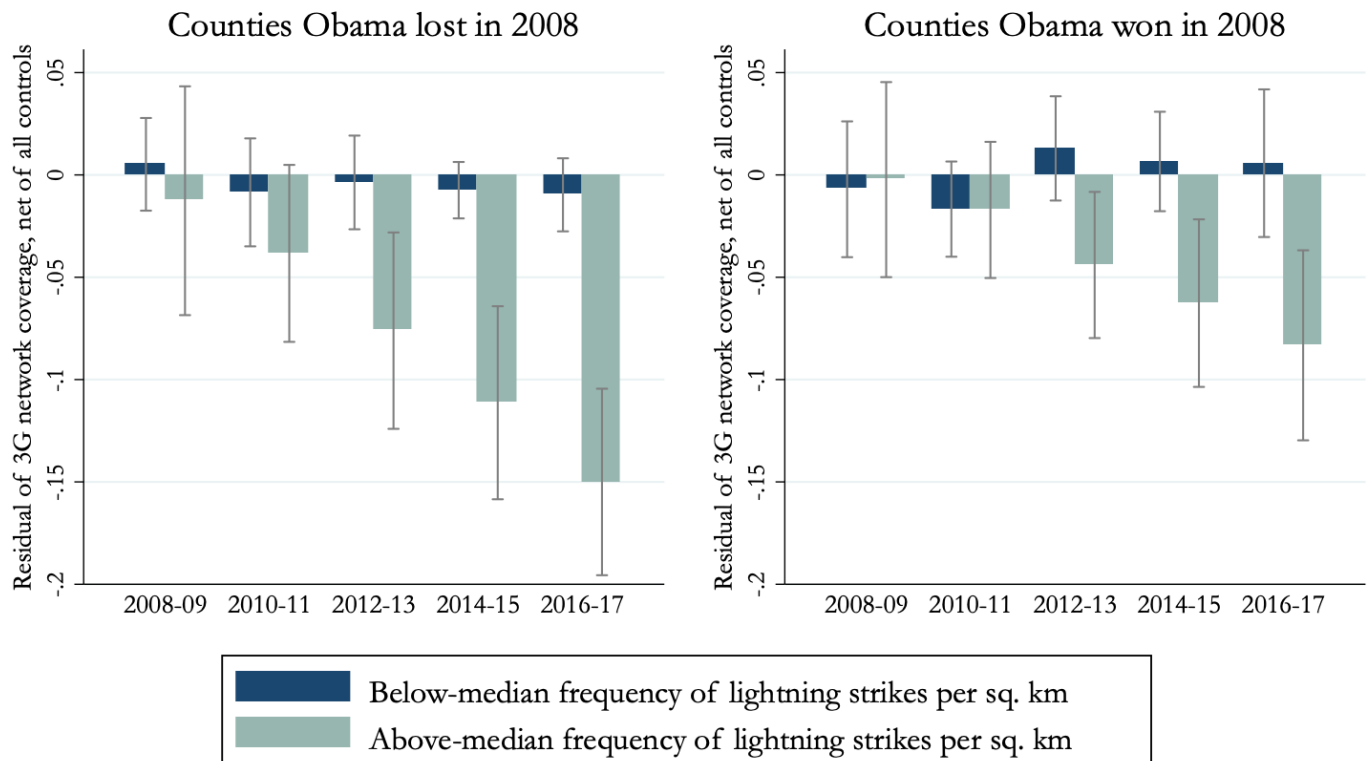 Counties Obama lost in 2008
Residual of 3G network coverage, net of all controls
.05
0
-.05
-.1
-.15
-.2
2008-09 2010-11 2012-13 2014-15 2016-17
Counties Obama won in 2008
Residual of 3G network coverage, net of all controls
.05
0
-.05
-.1
-.15
-.2
2008-09 2010-11 2012-13 2014-15 2016-17
Below-median frequency of lightning strikes per sq. km
Above-median frequency of lightning strikes per sq. km